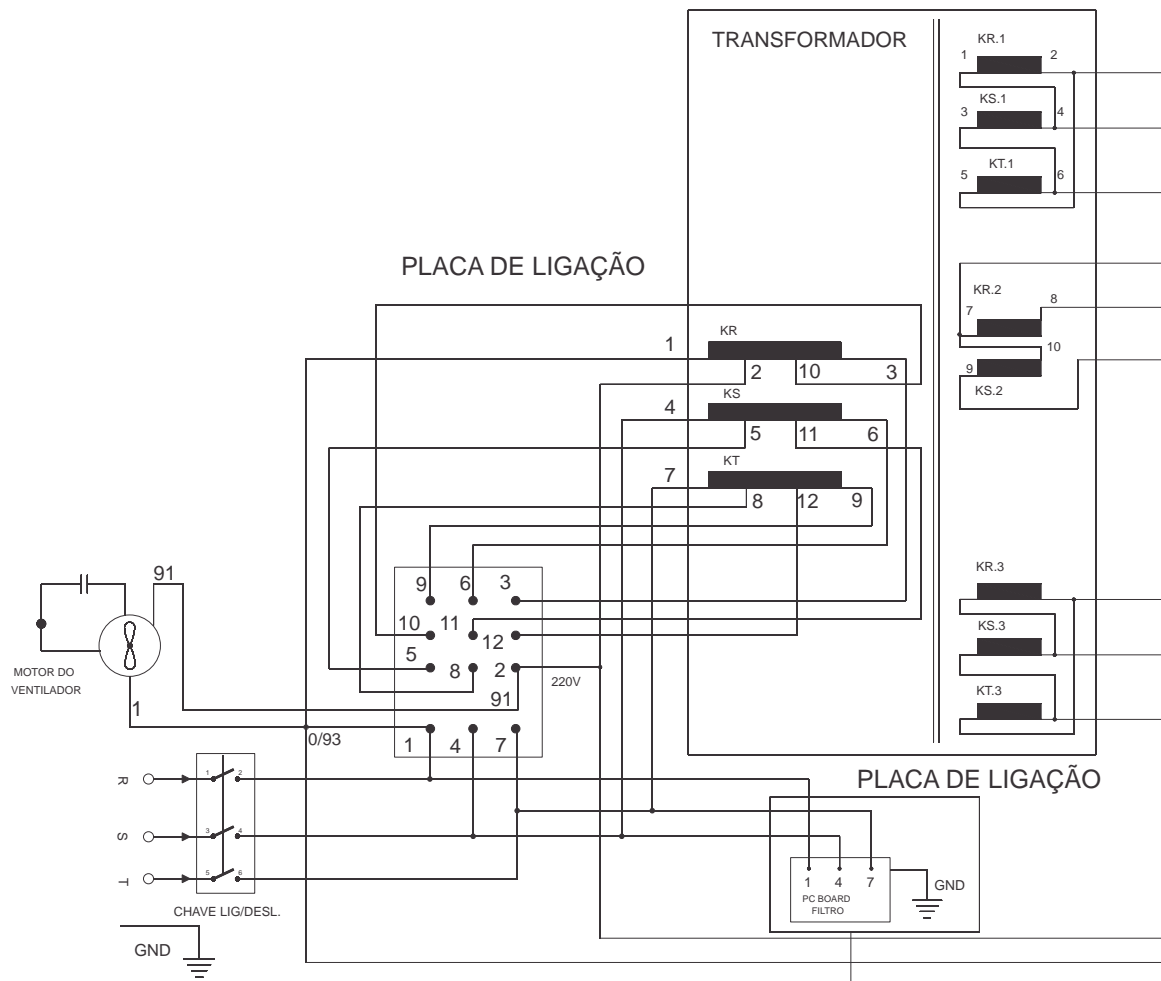 TRANSFORMADOR
KR.1
1 2
KS.1
3 4
KT.1
5 6
PLACA DE LIGAÇÃO
KR.2
7 8
10
9
KS.2
KR
1
2 10 3
KS
4
5 11 6
KT
7
8 12 9
KR.3
KS.3
KT.3
91
9 6 3
10 11 12
5 8 2
220V
91
MOTOR DO
VENTILADOR
1
0/93
1 4 7
R
1 2
S
3 4
T
5 6
CHAVE LIG/DESL.
GND
PLACA DE LIGAÇÃO
1 4 7
PC BOARD
FILTRO
GND